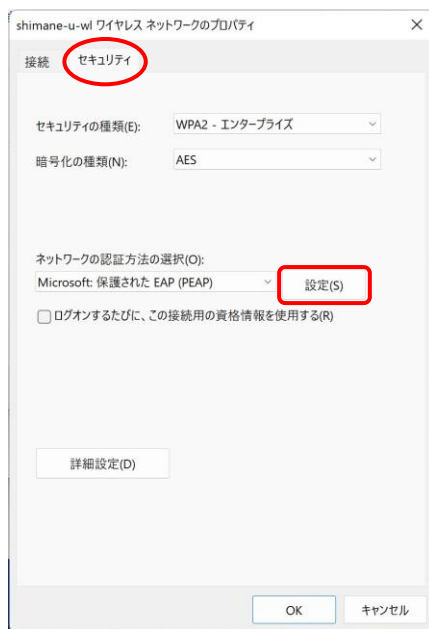 shimane-u-wl ワイヤレス ネットワークのプロパティ
接続 セキュリティ
セキュリティの種類(E): WPA2 - エンタープライズ
暗号化の種類(N): AES
ネットワークの認証方法の選択(O):
Microsoft: 保護された EAP (PEAP) 設定(S)
ログオンするたびに、この接続用の資格情報を使用する(R)
詳細設定(D)
OK キャンセル